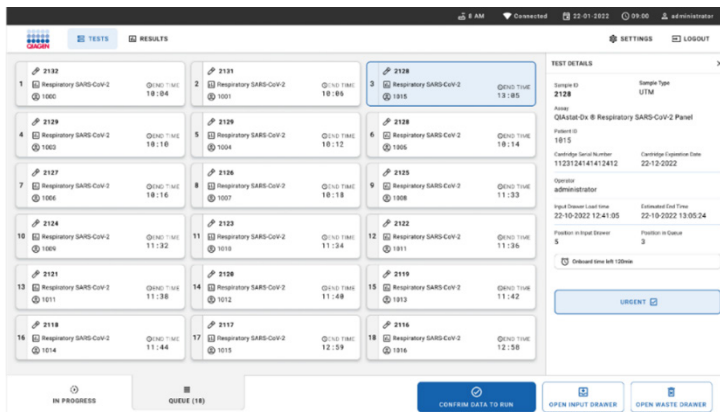 8 AM Connected 22-01-2022 09:00 administrator
QIAGEN TESTS RESULTS SETTINGS LOGOUT
1 2132 Respiratory SARS-CoV-2 1000 END TIME 10:04
2 2131 Respiratory SARS-CoV-2 1001 END TIME 10:06
3 2128 Respiratory SARS-CoV-2 1015 END TIME 13:05
4 2129 Respiratory SARS-CoV-2 1003 END TIME 10:10
5 2129 Respiratory SARS-CoV-2 1004 END TIME 10:12
6 2128 Respiratory SARS-CoV-2 1005 END TIME 10:14
7 2127 Respiratory SARS-CoV-2 1006 END TIME 10:16
8 2126 Respiratory SARS-CoV-2 1007 END TIME 10:18
9 2125 Respiratory SARS-CoV-2 1008 END TIME 11:33
10 2124 Respiratory SARS-CoV-2 1009 END TIME 11:32
11 2123 Respiratory SARS-CoV-2 1010 END TIME 11:34
12 2122 Respiratory SARS-CoV-2 1011 END TIME 11:36
13 2121 Respiratory SARS-CoV-2 1011 END TIME 11:38
14 2120 Respiratory SARS-CoV-2 1012 END TIME 11:40
15 2119 Respiratory SARS-CoV-2 1013 END TIME 11:42
16 2118 Respiratory SARS-CoV-2 1014 END TIME 11:44
17 2117 Respiratory SARS-CoV-2 1015 END TIME 12:59
18 2116 Respiratory SARS-CoV-2 1016 END TIME 12:58
TEST DETAILS
Sample ID Sample Type
2128 UTM
Assay
QIAstat-Dx ® Respiratory SARS-CoV-2 Panel
Patient ID
1015
Cartridge Serial Number Cartridge Expiration Date
1123124141412412 22-12-2022
Operator
administrator
Input Drawer Load time Estimated End Time
22-10-2022 12:41:05 22-10-2022 13:05:24
Position in Input Drawer Position in Queue
5 3
Onboard time left 120min
URGENT
IN PROGRESS QUEUE (18) CONFRIM DATA TO RUN OPEN INPUT DRAWER OPEN WASTE DRAWER